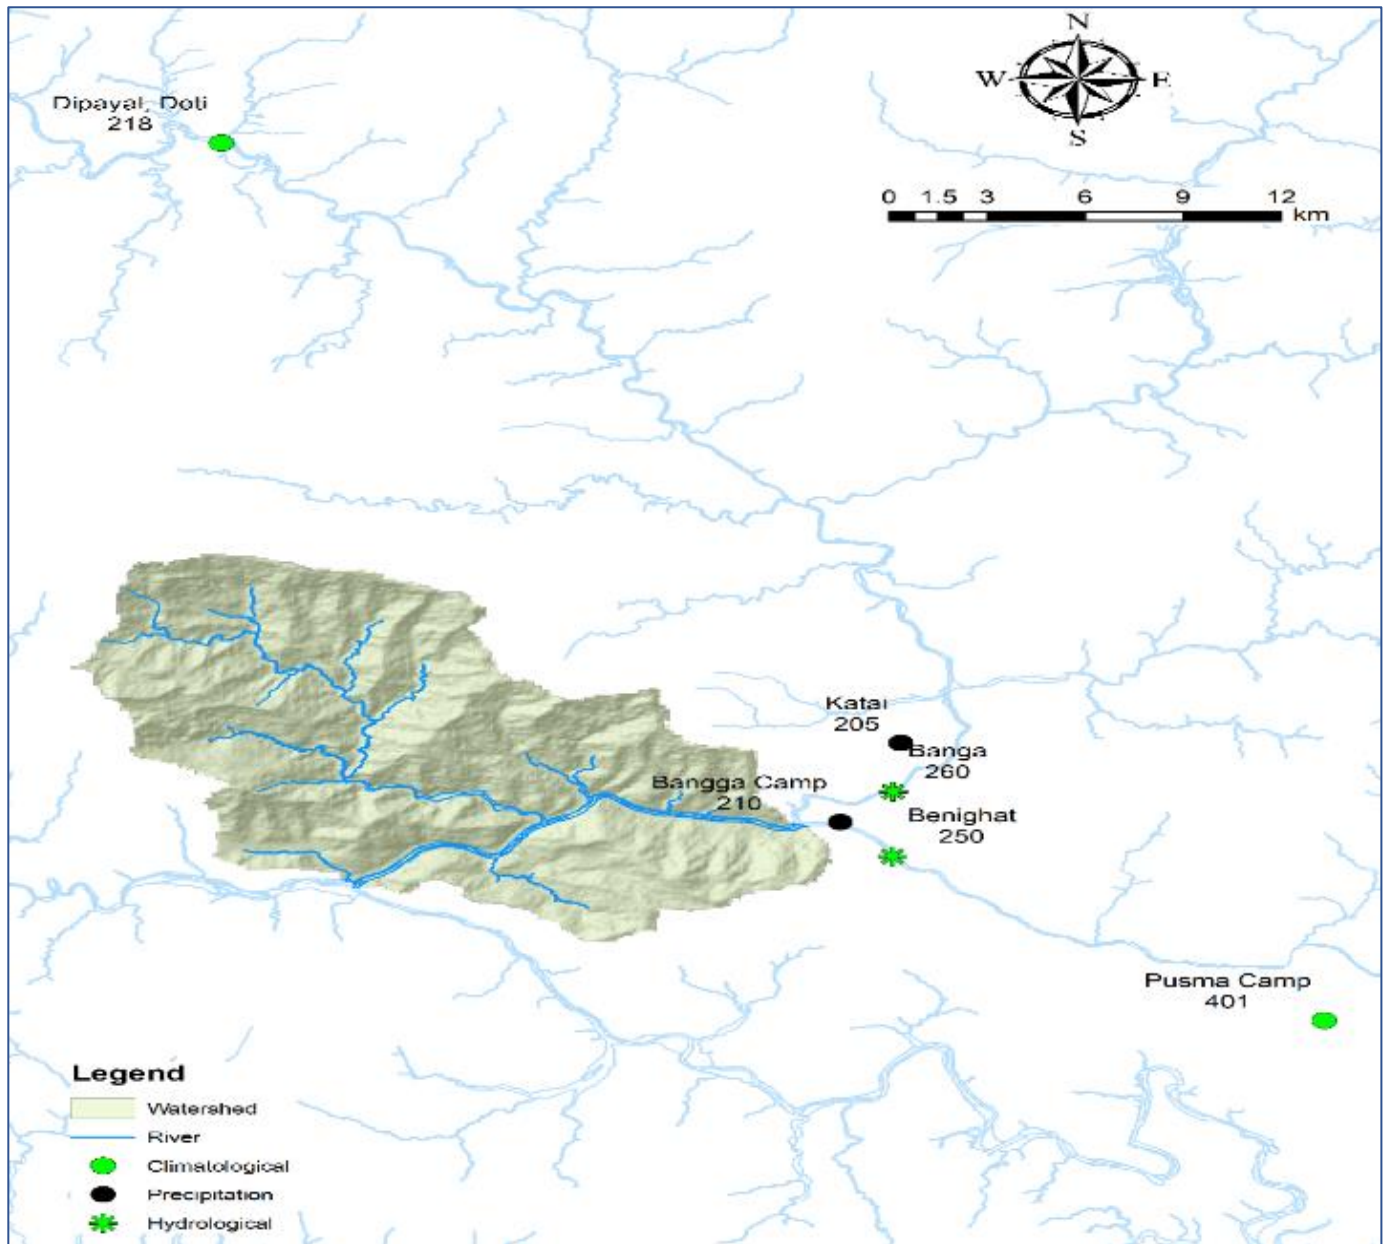 N
W E
S
Dipayal, Doti
218
0 1.5 3 6 9 12
km
Katai
205
Banga
260
Bangga Camp
210
Benighat
250
Pusma Camp
401
Legend
Watershed
River
Climatological
Precipitation
Hydrological